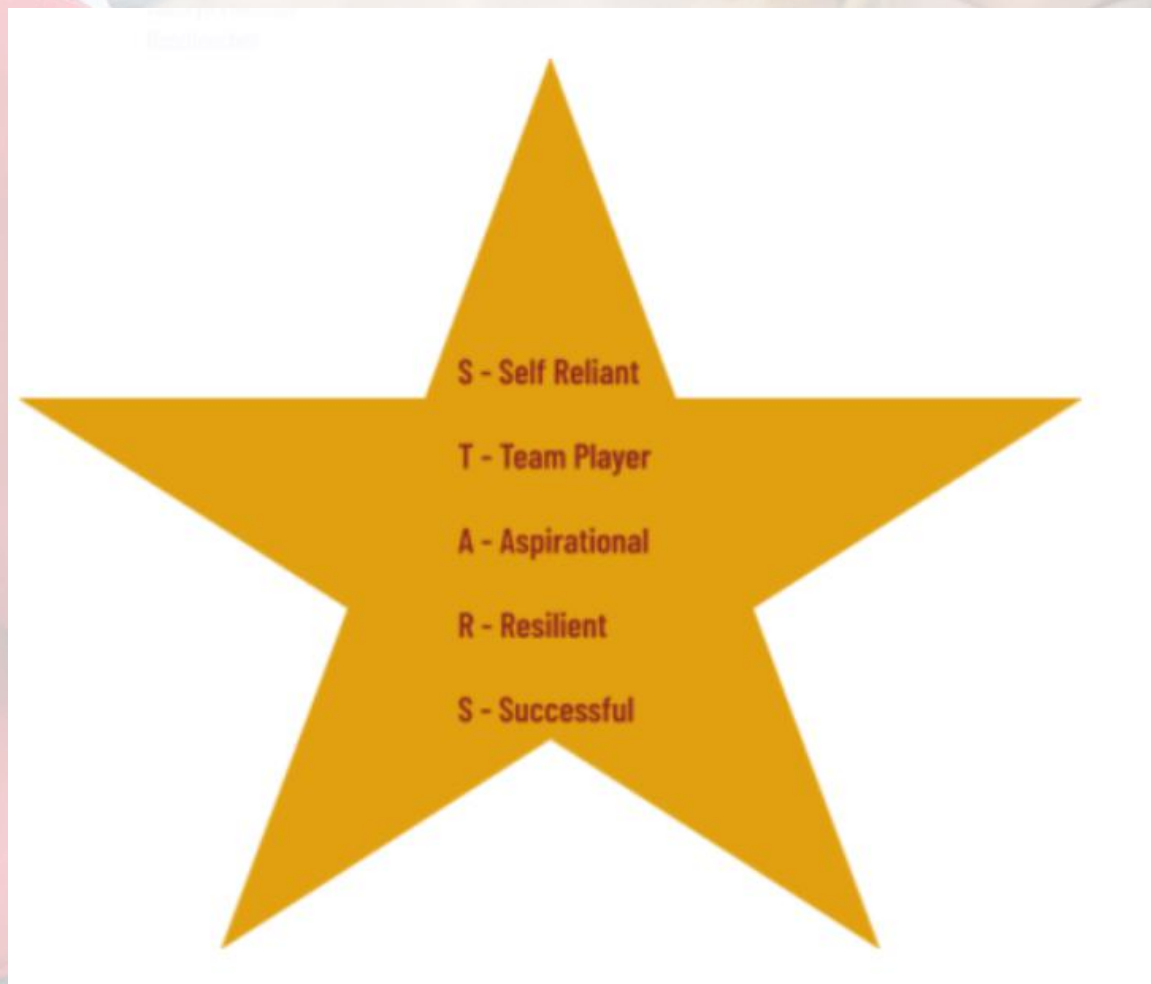 S - Self Reliant
T - Team Player
A - Aspirational
R - Resilient
S - Successful